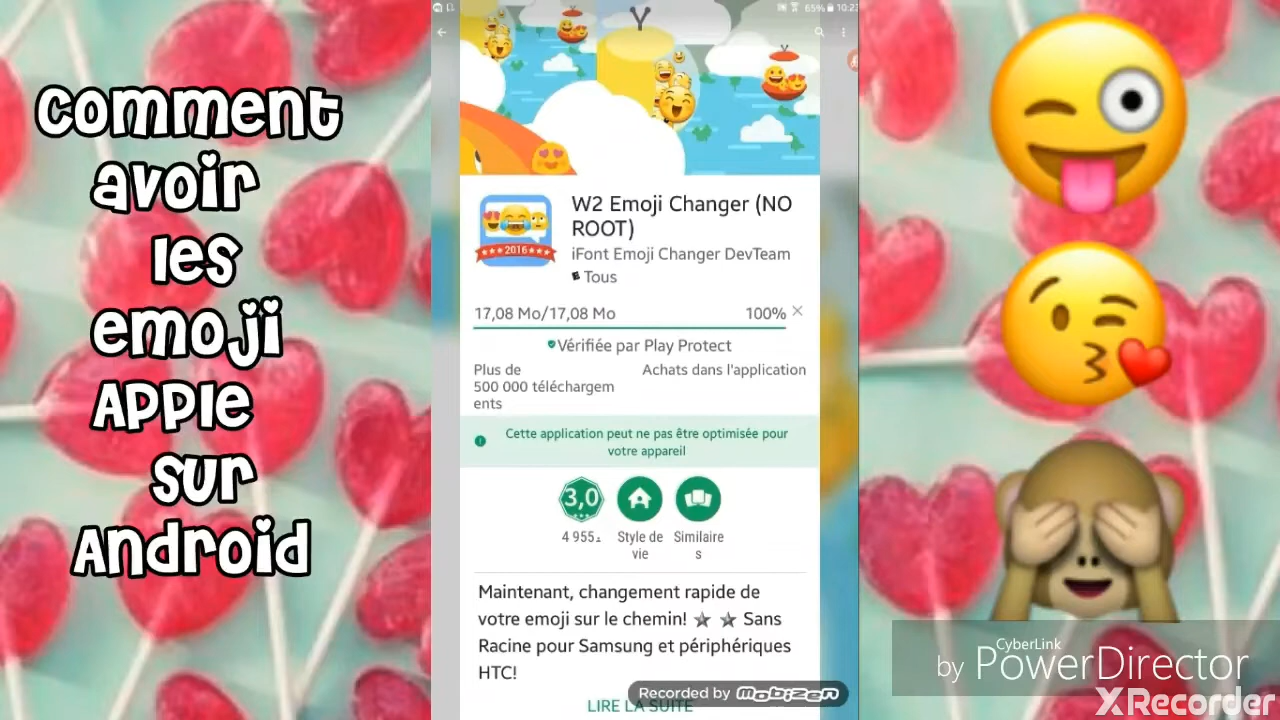 Comment
avoir
les
emoji
Apple
sur
Android
65% 10:23
W2 Emoji Changer (NO
ROOT)
iFont Emoji Changer DevTeam
Tous
2016
17,08 Mo/17,08 Mo 100%
Vérifiée par Play Protect
Plus de
500 000 téléchargem
ents
Achats dans l'application
Cette application peut ne pas être optimisée pour
votre appareil
3,0
4 955
Style de
vie
Similaire
s
Maintenant, changement rapide de
votre emoji sur le chemin! ★ ★ Sans
Racine pour Samsung et périphériques
HTC!
LIRE LA SUITE
Recorded by mobizen
CyberLink
by PowerDirector
XRecorder